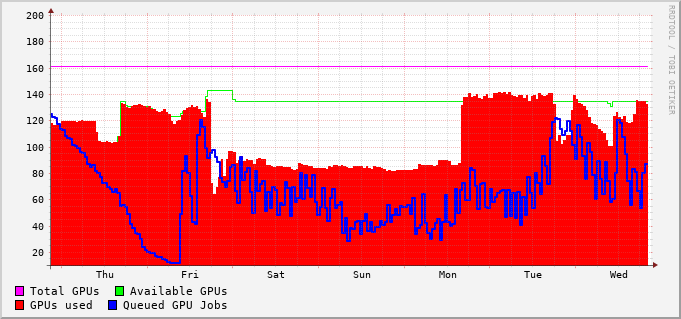 200
180
160
140
120
100
80
60
40
20
Thu Fri Sat Sun Mon Tue Wed
Total GPUs Available GPUs
GPUs used Queued GPU Jobs
RRDTOOL / TOBI OETIKER